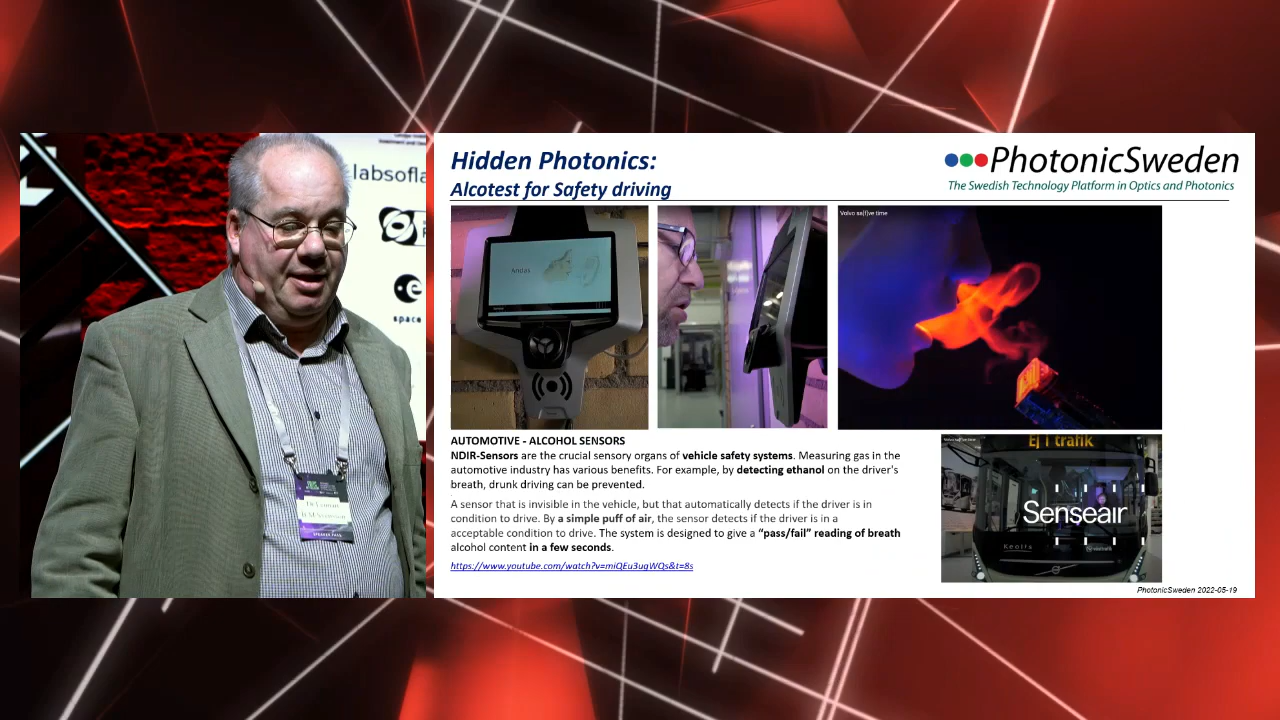 labsofla
space
SPEAKER PASS
Hidden Photonics:
Alcotest for Safety driving
PhotonicSweden
The Swedish Technology Platform in Optics and Photonics
Andas
Volvo sa(f)ve time
AUTOMOTIVE - ALCOHOL SENSORS
NDIR-Sensors are the crucial sensory organs of vehicle safety systems. Measuring gas in the
automotive industry has various benefits. For example, by detecting ethanol on the driver's
breath, drunk driving can be prevented.
A sensor that is invisible in the vehicle, but that automatically detects if the driver is in
condition to drive. By a simple puff of air, the sensor detects if the driver is in a
acceptable condition to drive. The system is designed to give a “pass/fail” reading of breath
alcohol content in a few seconds.
https://www.youtube.com/watch?v=miQEu3ugWQs&t=8s
Volvo sa(f)ve time
Ej i trafik
Senseair
Keolis
PhotonicSweden 2022-05-19